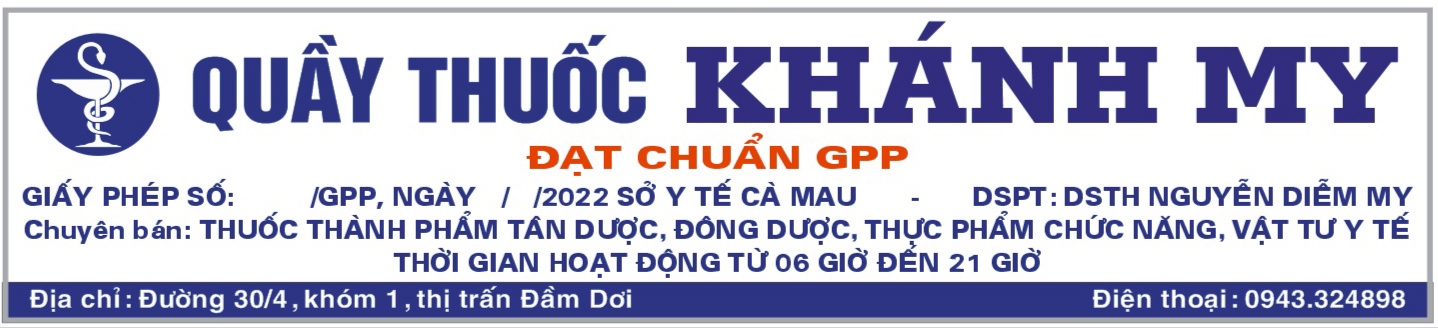 QUẦY THUỐC KHÁNH MY
ĐẠT CHUẨN GPP
GIẤY PHÉP SỐ: /GPP, NGÀY / /2022 SỞ Y TẾ CÀ MAU - DSPT: DSTH NGUYỄN DIỄM MY
Chuyên bán: THUỐC THÀNH PHẨM TÂN DƯỢC, ĐÔNG DƯỢC, THỰC PHẨM CHỨC NĂNG, VẬT TƯ Y TẾ
THỜI GIAN HOẠT ĐỘNG TỪ 06 GIỜ ĐẾN 21 GIỜ
Địa chỉ: Đường 30/4, khóm 1, thị trấn Đầm Dơi Điện thoại: 0943.324898